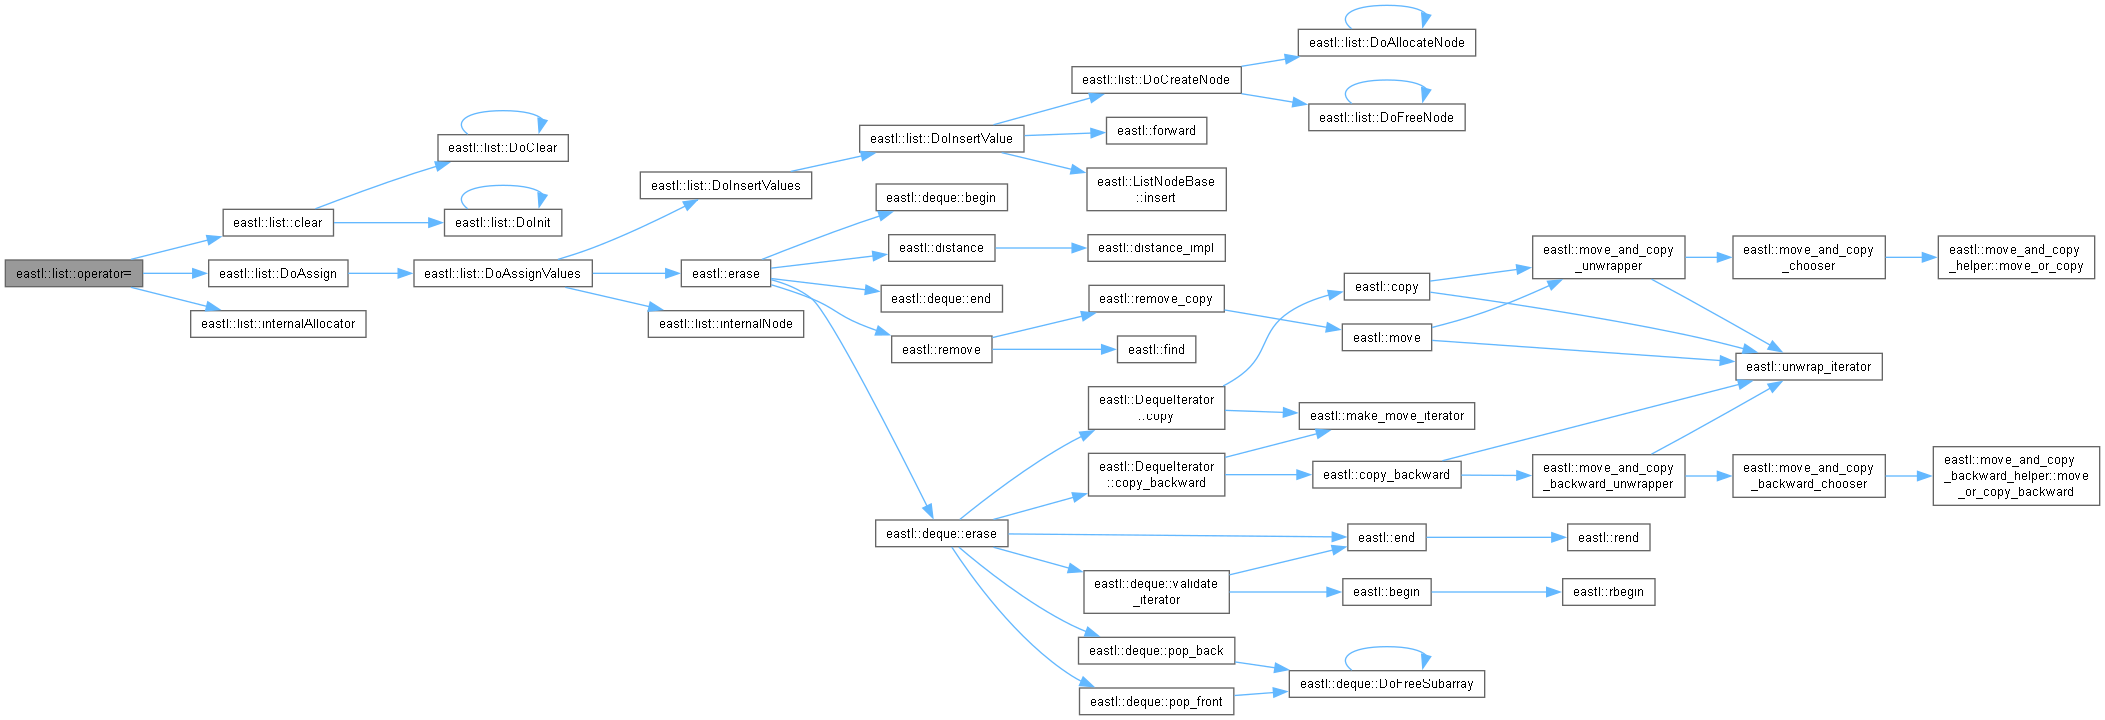 eastl::list::DoAllocateNode
eastl::list::DoCreateNode
eastl::list::DoFreeNode
eastl::list::DoClear
eastl::list::DoInsertValue
eastl::forward
eastl::list::DoInsertValues
eastl::ListNodeBase
::insert
eastl::deque::begin
eastl::list::clear
eastl::list::DoInit
eastl::distance
eastl::distance_impl
eastl::move_and_copy
_unwrapper
eastl::move_and_copy
_chooser
eastl::move_and_copy
_helper::move_or_copy
eastl::list::operator=
eastl::list::DoAssign
eastl::list::DoAssignValues
eastl::erase
eastl::copy
eastl::deque::end
eastl::remove_copy
eastl::list::internalAllocator
eastl::list::internalNode
eastl::move
eastl::remove
eastl::find
eastl::unwrap_iterator
eastl::DequeIterator
::copy
eastl::make_move_iterator
eastl::DequeIterator
::copy_backward
eastl::copy_backward
eastl::move_and_copy
_backward_unwrapper
eastl::move_and_copy
_backward_chooser
eastl::move_and_copy
_backward_helper::move
_or_copy_backward
eastl::deque::erase
eastl::end
eastl::rend
eastl::deque::validate
_iterator
eastl::begin
eastl::rbegin
eastl::deque::pop_back
eastl::deque::DoFreeSubarray
eastl::deque::pop_front